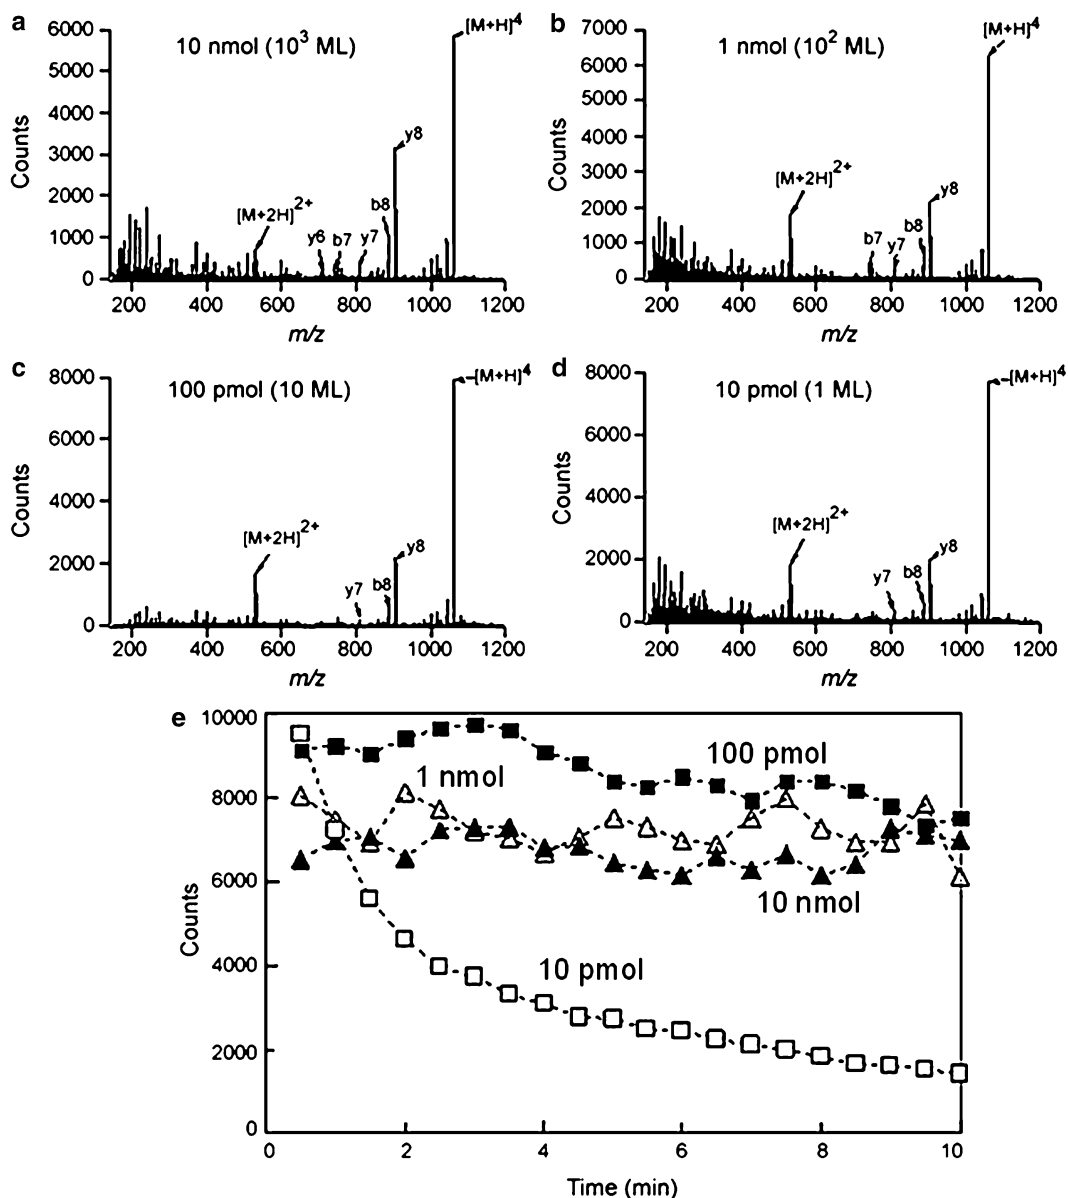 a
6000
5000
4000
3000
2000
1000
0
Counts
10 nmol (10³ ML)
[M+H]⁴
y8
b8
[M+2H]²⁺
y6
b7
y7
200 400 600 800 1000 1200
m/z
b
7000
6000
7000
5000
4000
3000
2000
1000
0
Counts
1 nmol (10² ML)
[M+H]⁴
[M+2H]²⁺
y8
b8
b7
y7
200 400 600 800 1000 1200
m/z
c
8000
6000
4000
2000
0
Counts
100 pmol (10 ML)
[M+H]⁴
[M+2H]²⁺
y8
b8
y7
200 400 600 800 1000 1200
m/z
d
8000
6000
4000
2000
0
Counts
10 pmol (1 ML)
[M+H]⁴
[M+2H]²⁺
y8
b8
y7
200 400 600 800 1000 1200
m/z
e
10000
8000
6000
4000
2000
0
Counts
100 pmol
1 nmol
10 nmol
10 pmol
0 2 4 6 8 10
Time (min)